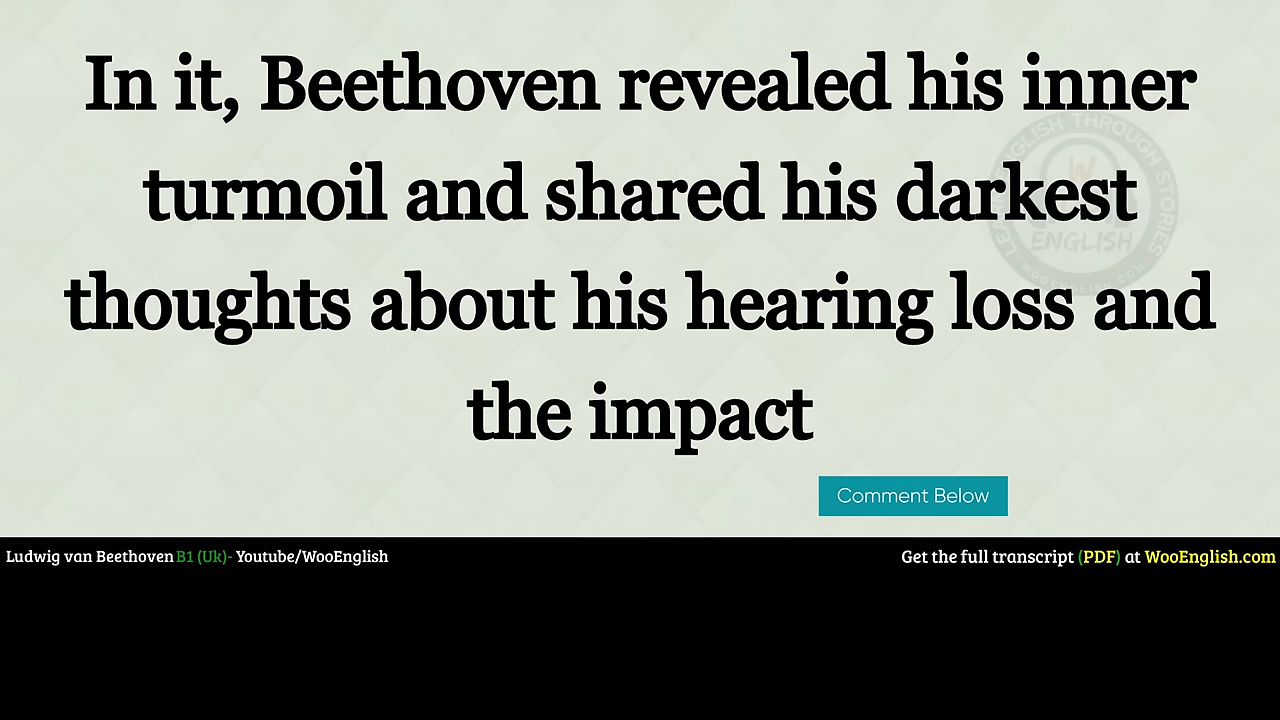 In it, Beethoven revealed his inner
turmoil and shared his darkest
thoughts about his hearing loss and
the impact
ENGLISH
Comment Below
Ludwig van Beethoven B1 (Uk)- Youtube/WooEnglish
Get the full transcript (PDF) at WooEnglish.com